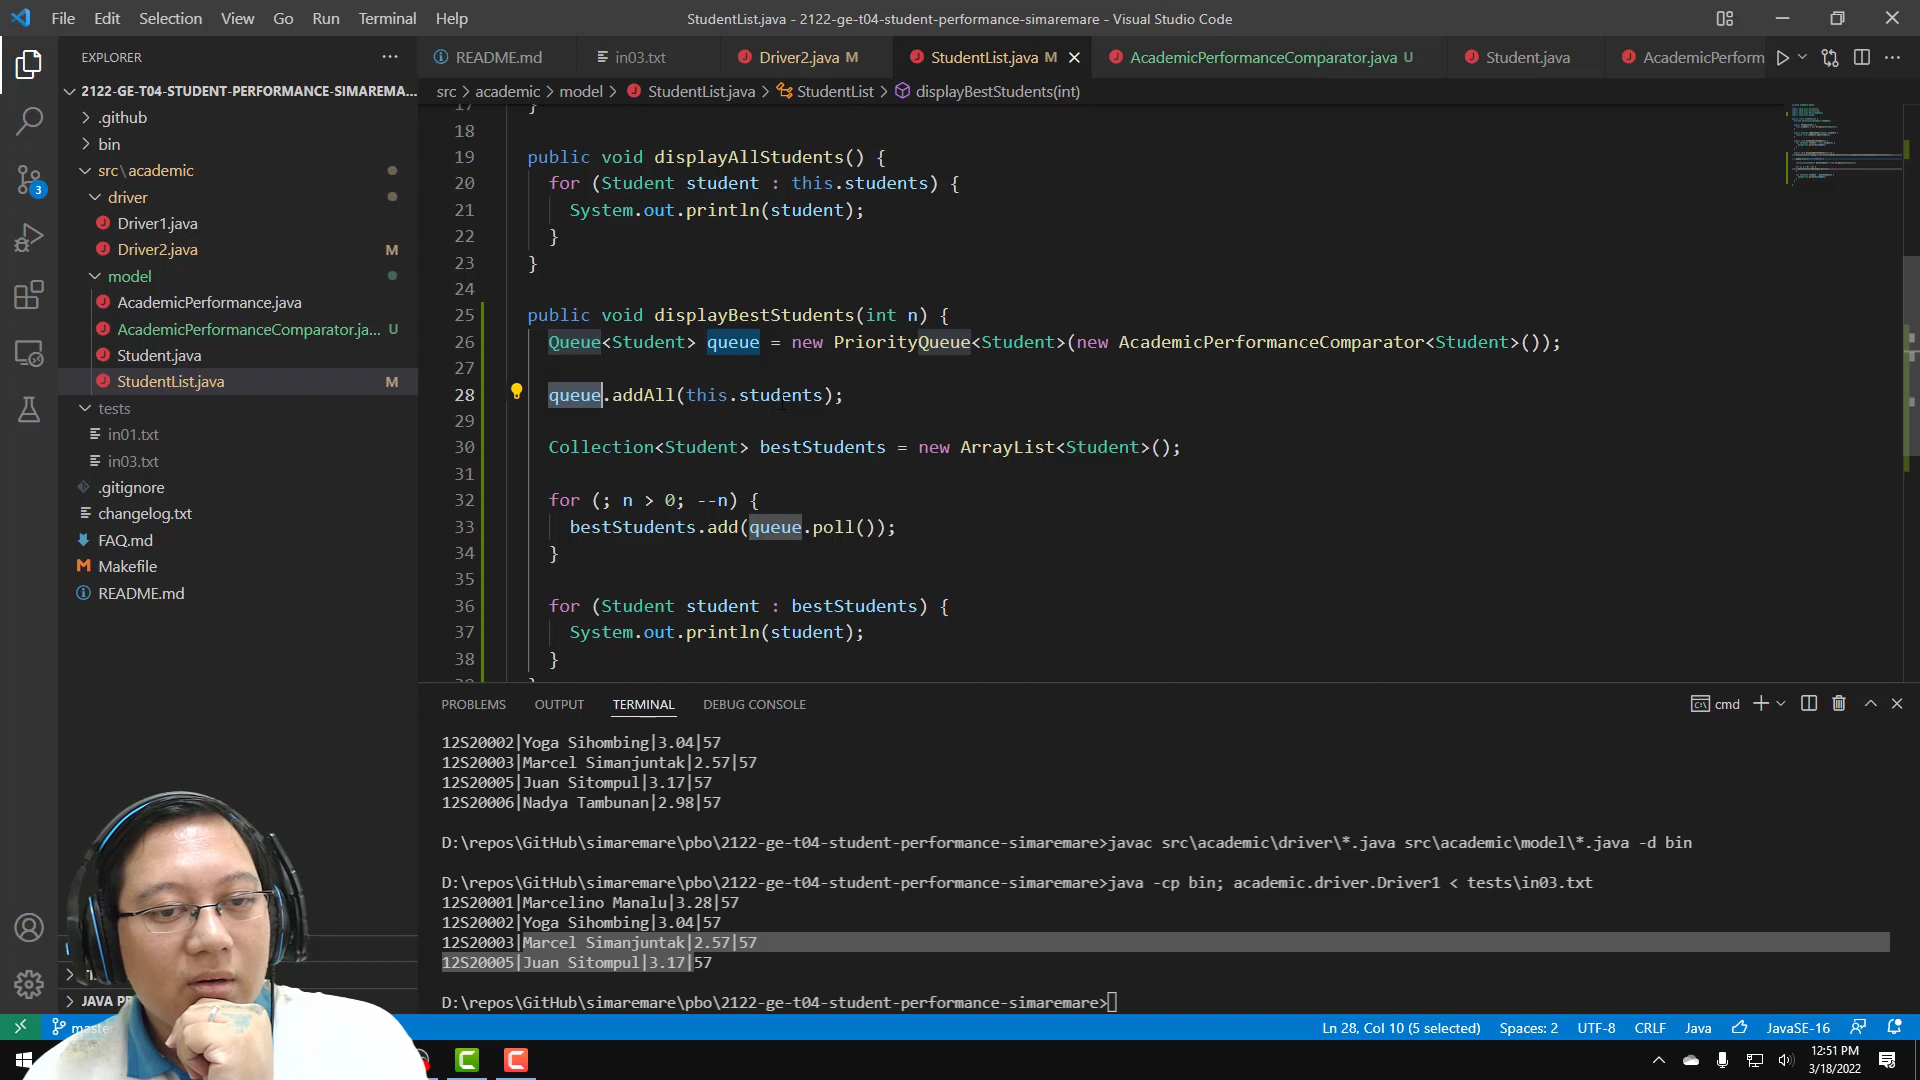 File Edit Selection View Go Run Terminal Help
StudentList.java - 2122-ge-t04-student-performance-simaremare - Visual Studio Code
EXPLORER
README.md
in03.txt
Driver2.java M
StudentList.java M
AcademicPerformanceComparator.java U
Student.java
AcademicPerform
2122-GE-T04-STUDENT-PERFORMANCE-SIMAREMA...
src > academic > model > StudentList.java > StudentList > displayBestStudents(int)
.github
bin
src\academic
driver
Driver1.java
Driver2.java M
model
AcademicPerformance.java
AcademicPerformanceComparator.ja... U
Student.java
StudentList.java M
tests
in01.txt
in03.txt
.gitignore
changelog.txt
FAQ.md
Makefile
README.md
3
17 }
18
19 public void displayAllStudents() {
20 for (Student student : this.students) {
21 System.out.println(student);
22 }
23 }
24
25 public void displayBestStudents(int n) {
26 Queue<Student> queue = new PriorityQueue<Student>(new AcademicPerformanceComparator<Student>());
27
28 queue.addAll(this.students);
29
30 Collection<Student> bestStudents = new ArrayList<Student>();
31
32 for (; n > 0; --n) {
33 bestStudents.add(queue.poll());
34 }
35
36 for (Student student : bestStudents) {
37 System.out.println(student);
38 }
PROBLEMS OUTPUT TERMINAL DEBUG CONSOLE
cmd
12S20002|Yoga Sihombing|3.04|57
12S20003|Marcel Simanjuntak|2.57|57
12S20005|Juan Sitompul|3.17|57
12S20006|Nadya Tambunan|2.98|57
D:\repos\GitHub\simaremare\pbo\2122-ge-t04-student-performance-simaremare>javac src\academic\driver\*.java src\academic\model\*.java -d bin
D:\repos\GitHub\simaremare\pbo\2122-ge-t04-student-performance-simaremare>java -cp bin; academic.driver.Driver1 < tests\in03.txt
12S20001|Marcelino Manalu|3.28|57
12S20002|Yoga Sihombing|3.04|57
12S20003|Marcel Simanjuntak|2.57|57
12S20005|Juan Sitompul|3.17|57
D:\repos\GitHub\simaremare\pbo\2122-ge-t04-student-performance-simaremare>
JAVA PR
Ln 28, Col 10 (5 selected) Spaces: 2 UTF-8 CRLF Java JavaSE-16
12:51 PM
3/18/2022